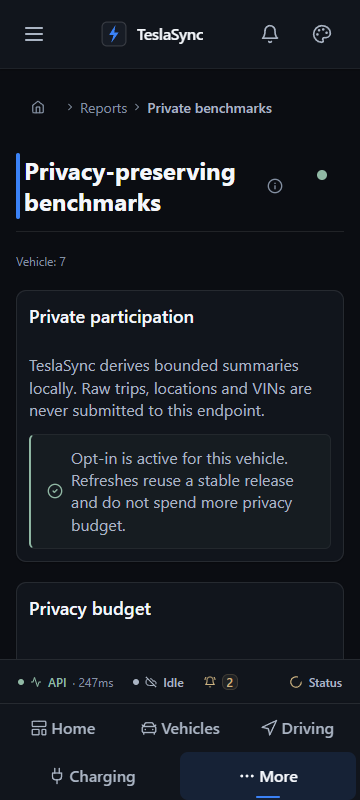 TeslaSync
Reports
Private benchmarks
Privacy-preserving
benchmarks
Vehicle: 7
Private participation
TeslaSync derives bounded summaries
locally. Raw trips, locations and VINs are
never submitted to this endpoint.
Opt-in is active for this vehicle.
Refreshes reuse a stable release
and do not spend more privacy
budget.
Privacy budget
API · 247ms
Idle
2
Status
Home
Vehicles
Driving
Charging
More